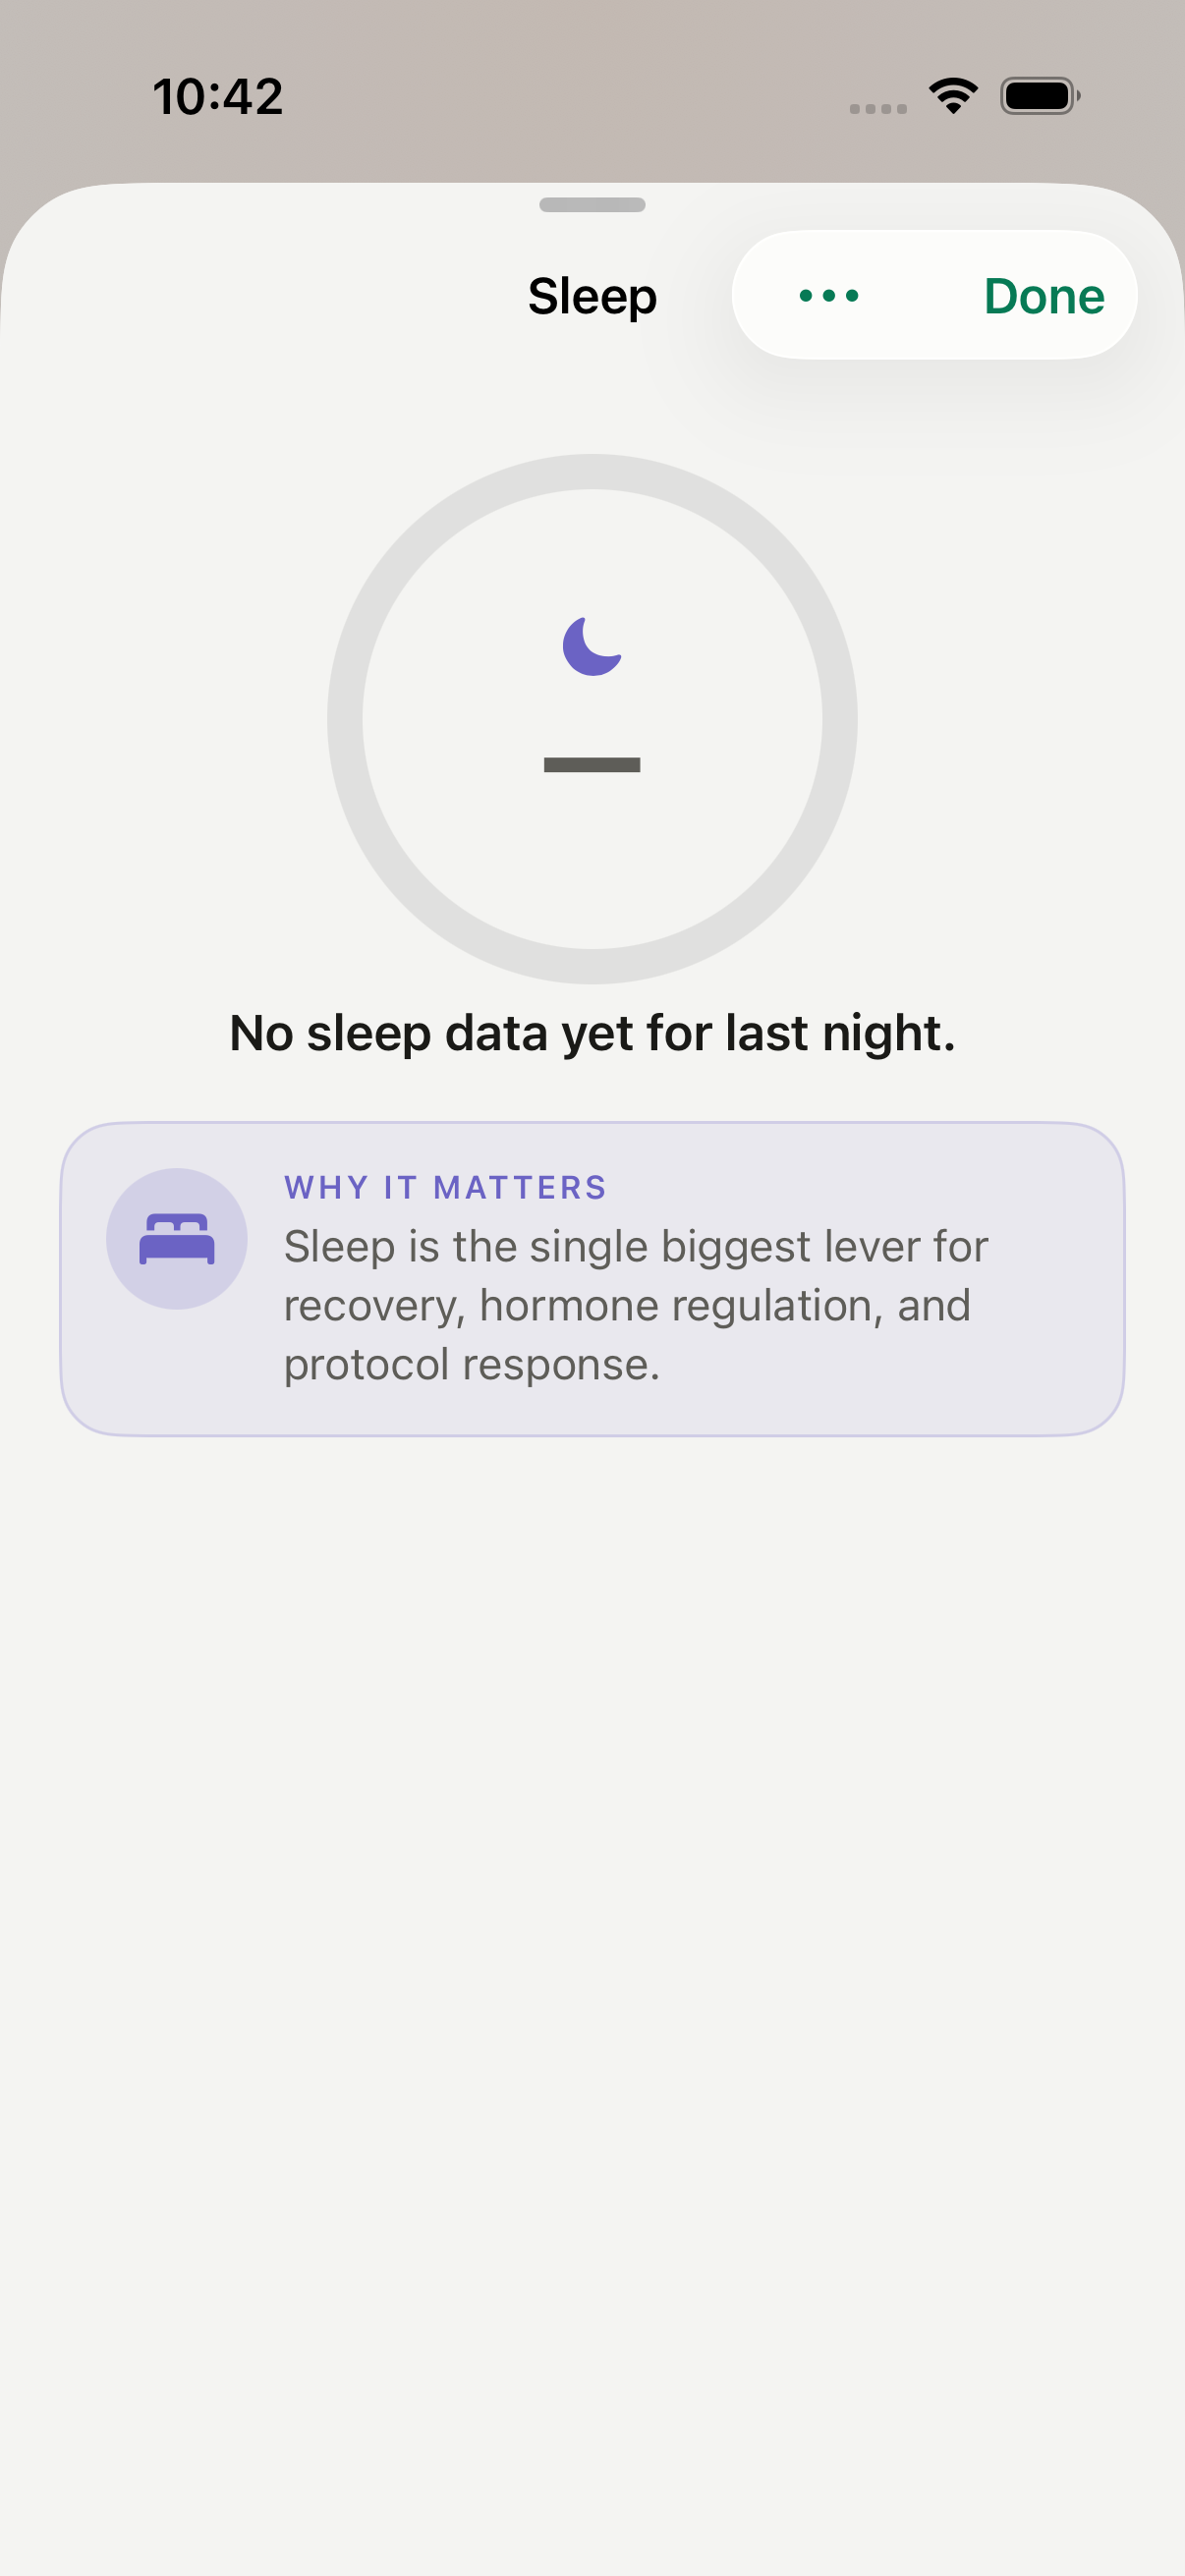 10:42
Sleep
Done
—
No sleep data yet for last night.
WHY IT MATTERS
Sleep is the single biggest lever for
recovery, hormone regulation, and
protocol response.